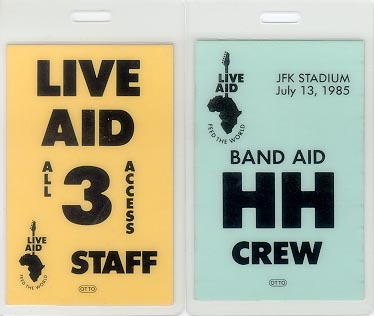 LIVE
AID
ALL
3
ACCESS
LIVE
AID
FEED THE WORLD
STAFF
OTTO
LIVE
AID
FEED THE WORLD
JFK STADIUM
July 13, 1985
BAND AID
HH
CREW
OTTO